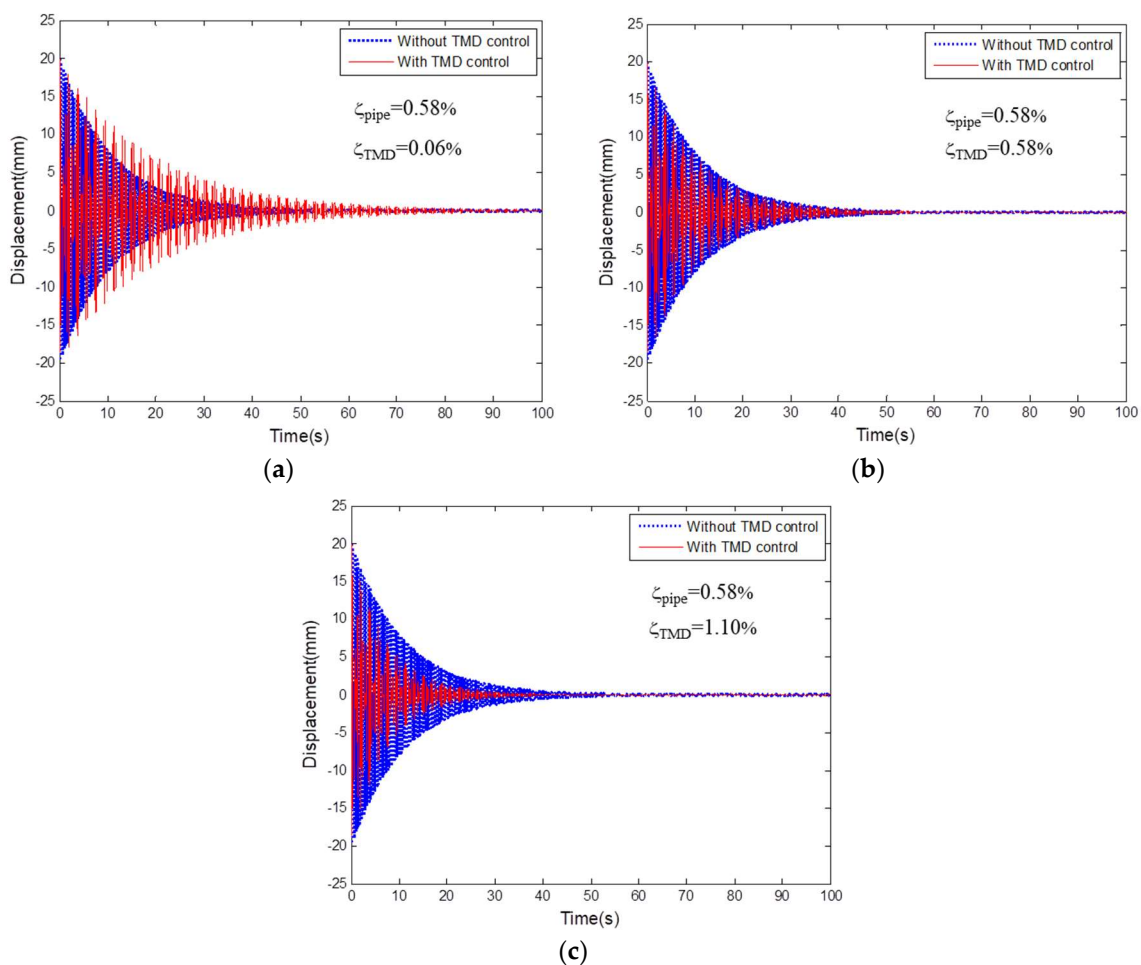 25
20
15
10
5
0
-5
-10
-15
-20
-25
Displacement(mm)
Without TMD control
With TMD control
ζpipe=0.58%
ζTMD=0.06%
0 10 20 30 40 50 60 70 80 90 100
Time(s)
(a)
25
20
15
10
5
0
-5
-10
-15
-20
-25
Displacement(mm)
Without TMD control
With TMD control
ζpipe=0.58%
ζTMD=0.58%
0 10 20 30 40 50 60 70 80 90 100
Time(s)
(b)
25
20
15
10
5
0
-5
-10
-15
-20
-25
Displacement(mm)
Without TMD control
With TMD control
ζpipe=0.58%
ζTMD=1.10%
0 10 20 30 40 50 60 70 80 90 100
Time(s)
(c)